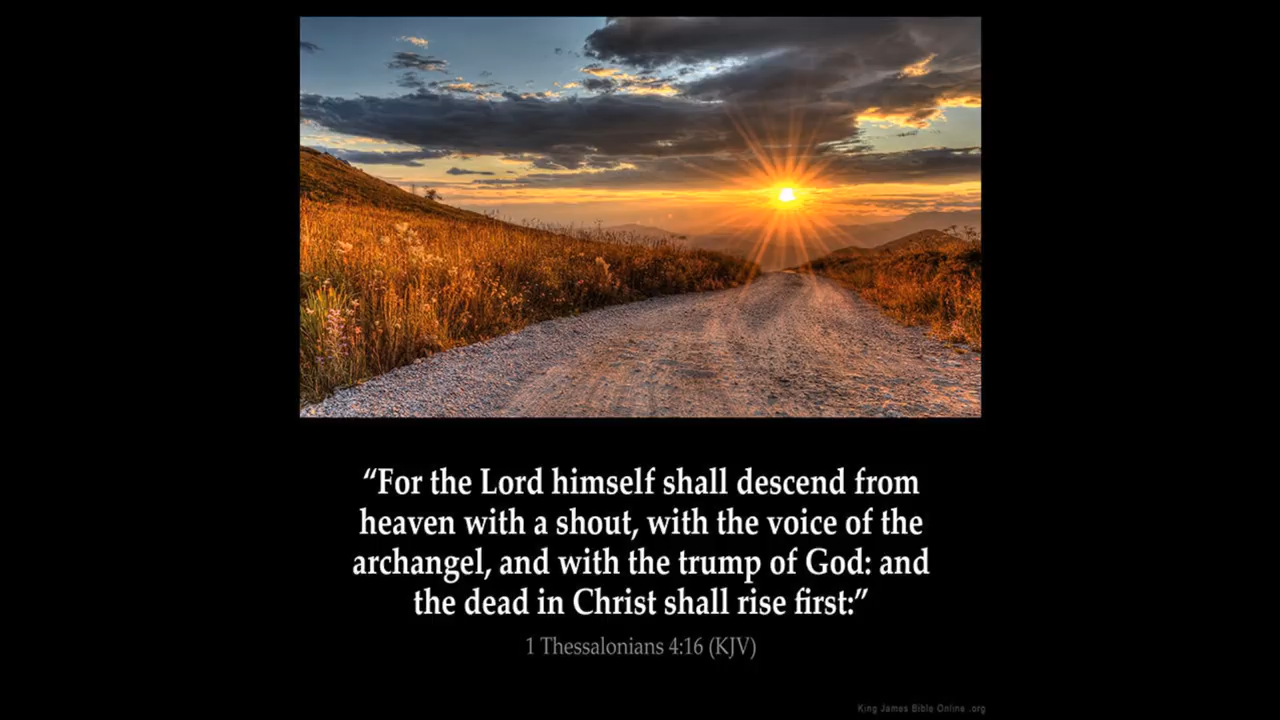 “For the Lord himself shall descend from
heaven with a shout, with the voice of the
archangel, and with the trump of God: and
the dead in Christ shall rise first:”
1 Thessalonians 4:16 (KJV)
King James Bible Online .org